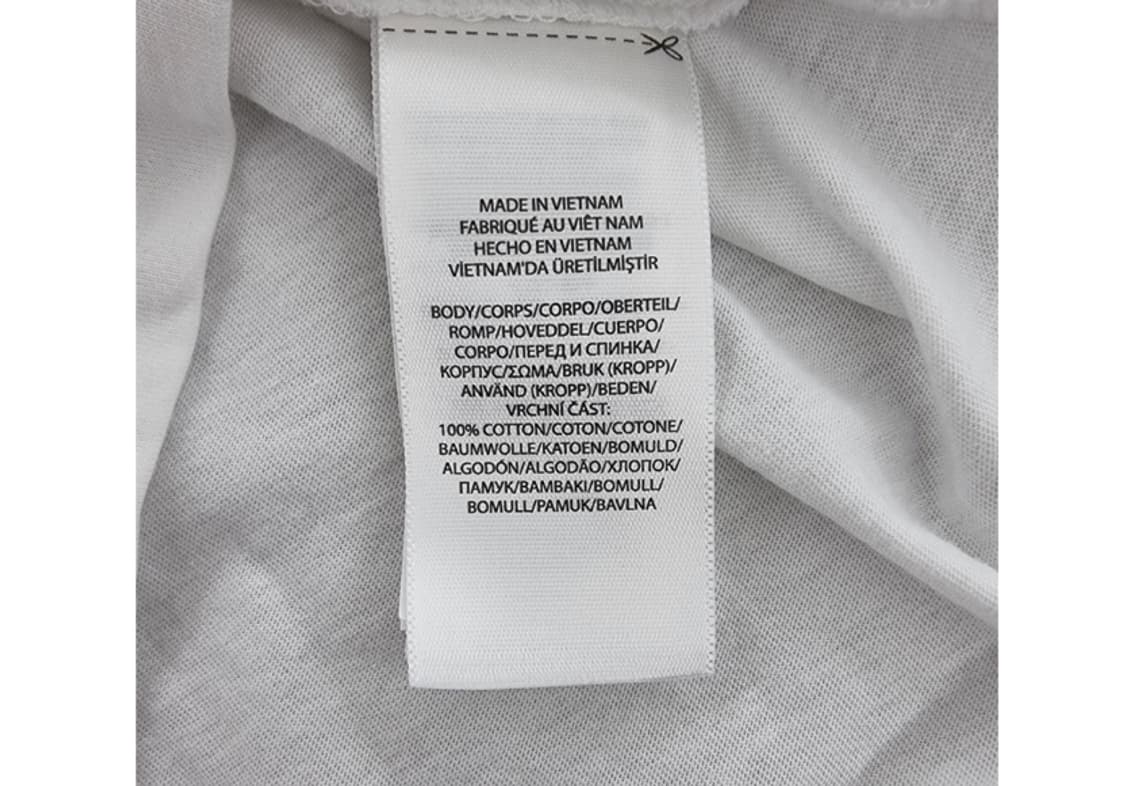 MADE IN VIETNAM
FABRIQUÉ AU VIÊT NAM
HECHO EN VIETNAM
VİETNAM'DA ÜRETİLMİŞTİR
BODY/CORPS/CORPO/OBERTEIL/
ROMP/HOVEDDEL/CUERPO/
CORPO/ПЕРЕД И СПИНКА/
КОРПУС/ΣΩΜΑ/BRUK (KROPP)/
ANVÄND (KROPP)/BEDEN/
VRCHNÍ ČÁST:
100% COTTON/COTON/COTONE/
BAUMWOLLE/KATOEN/BOMULD/
ALGODÓN/ALGODÃO/ХЛОПОК/
ПАМУК/ΒΑΜΒΑΚΙ/BOMULL/
BOMULL/PAMUK/BAVLNA